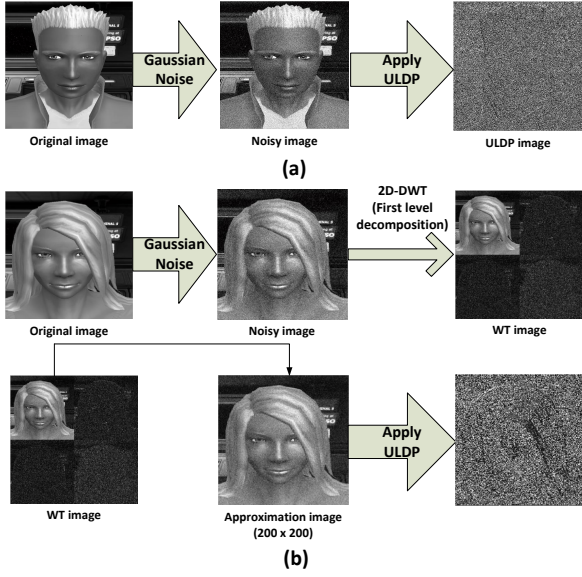 Gaussian
Noise
Apply
ULDP
Original image
Noisy image
ULDP image
(a)
2D-DWT
(First level
decomposition)
Gaussian
Noise
Original image
Noisy image
WT image
Apply
ULDP
WT image
Approximation image
(200 x 200)
(b)